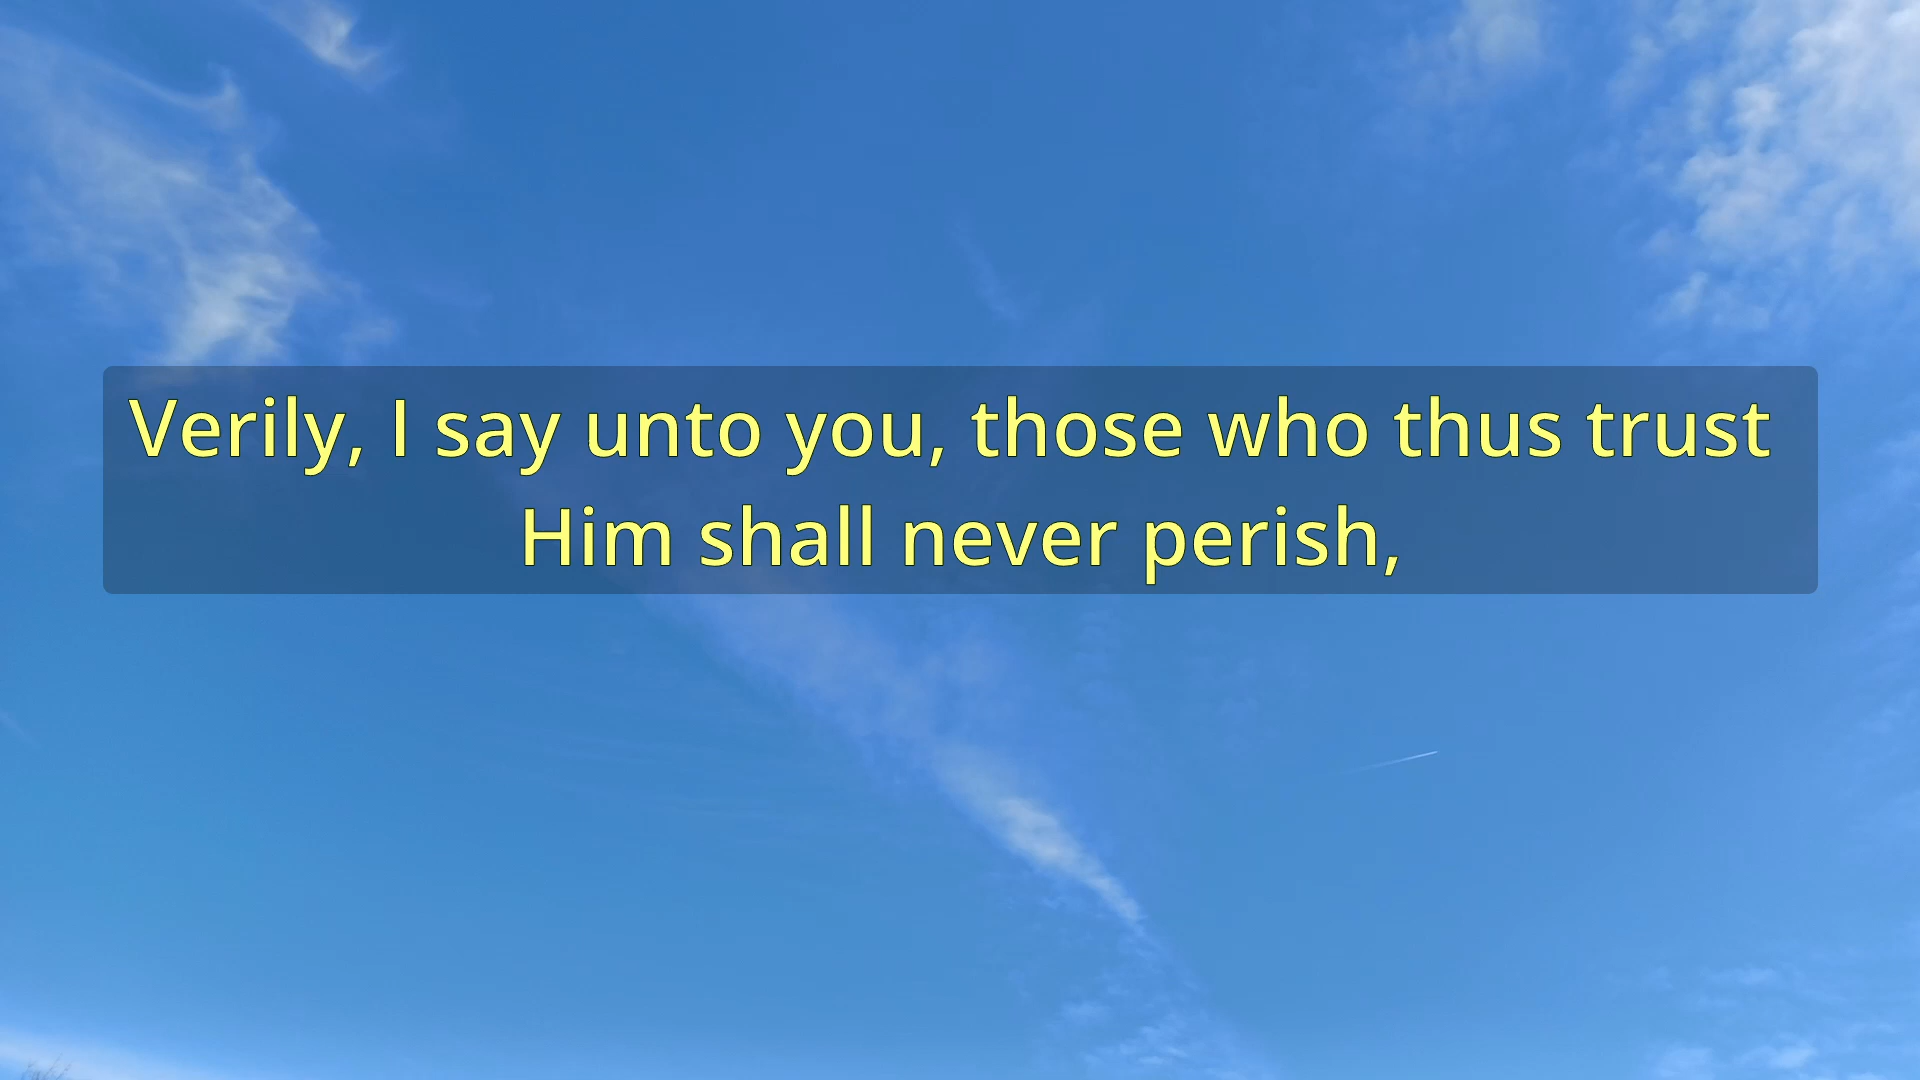 Verily, I say unto you, those who thus trust
Him shall never perish,